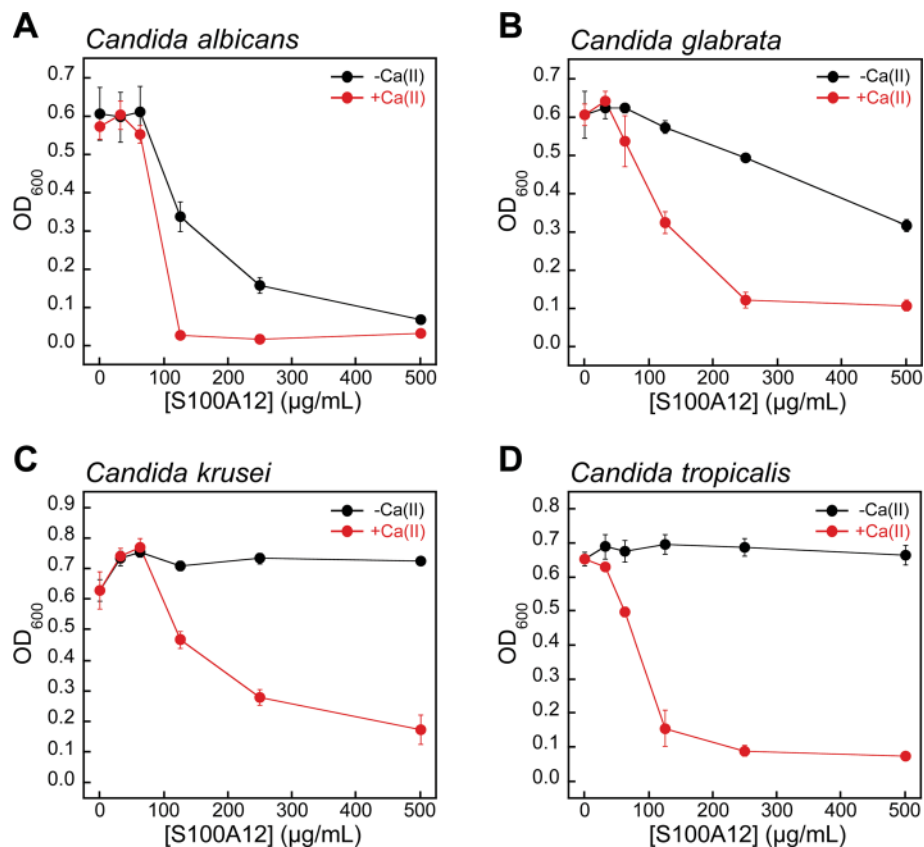 A
Candida albicans
-Ca(II)
+Ca(II)
0.7
0.6
0.5
0.4
0.3
0.2
0.1
0.0
OD600
0 100 200 300 400 500
[S100A12] (µg/mL)
B
Candida glabrata
-Ca(II)
+Ca(II)
0.7
0.6
0.5
0.4
0.3
0.2
0.1
0.0
OD600
0 100 200 300 400 500
[S100A12] (µg/mL)
C
Candida krusei
-Ca(II)
+Ca(II)
0.9
0.8
0.7
0.6
0.5
0.4
0.3
0.2
0.1
0.0
OD600
0 100 200 300 400 500
[S100A12] (µg/mL)
D
Candida tropicalis
-Ca(II)
+Ca(II)
0.8
0.7
0.6
0.5
0.4
0.3
0.2
0.1
0.0
OD600
0 100 200 300 400 500
[S100A12] (µg/mL)